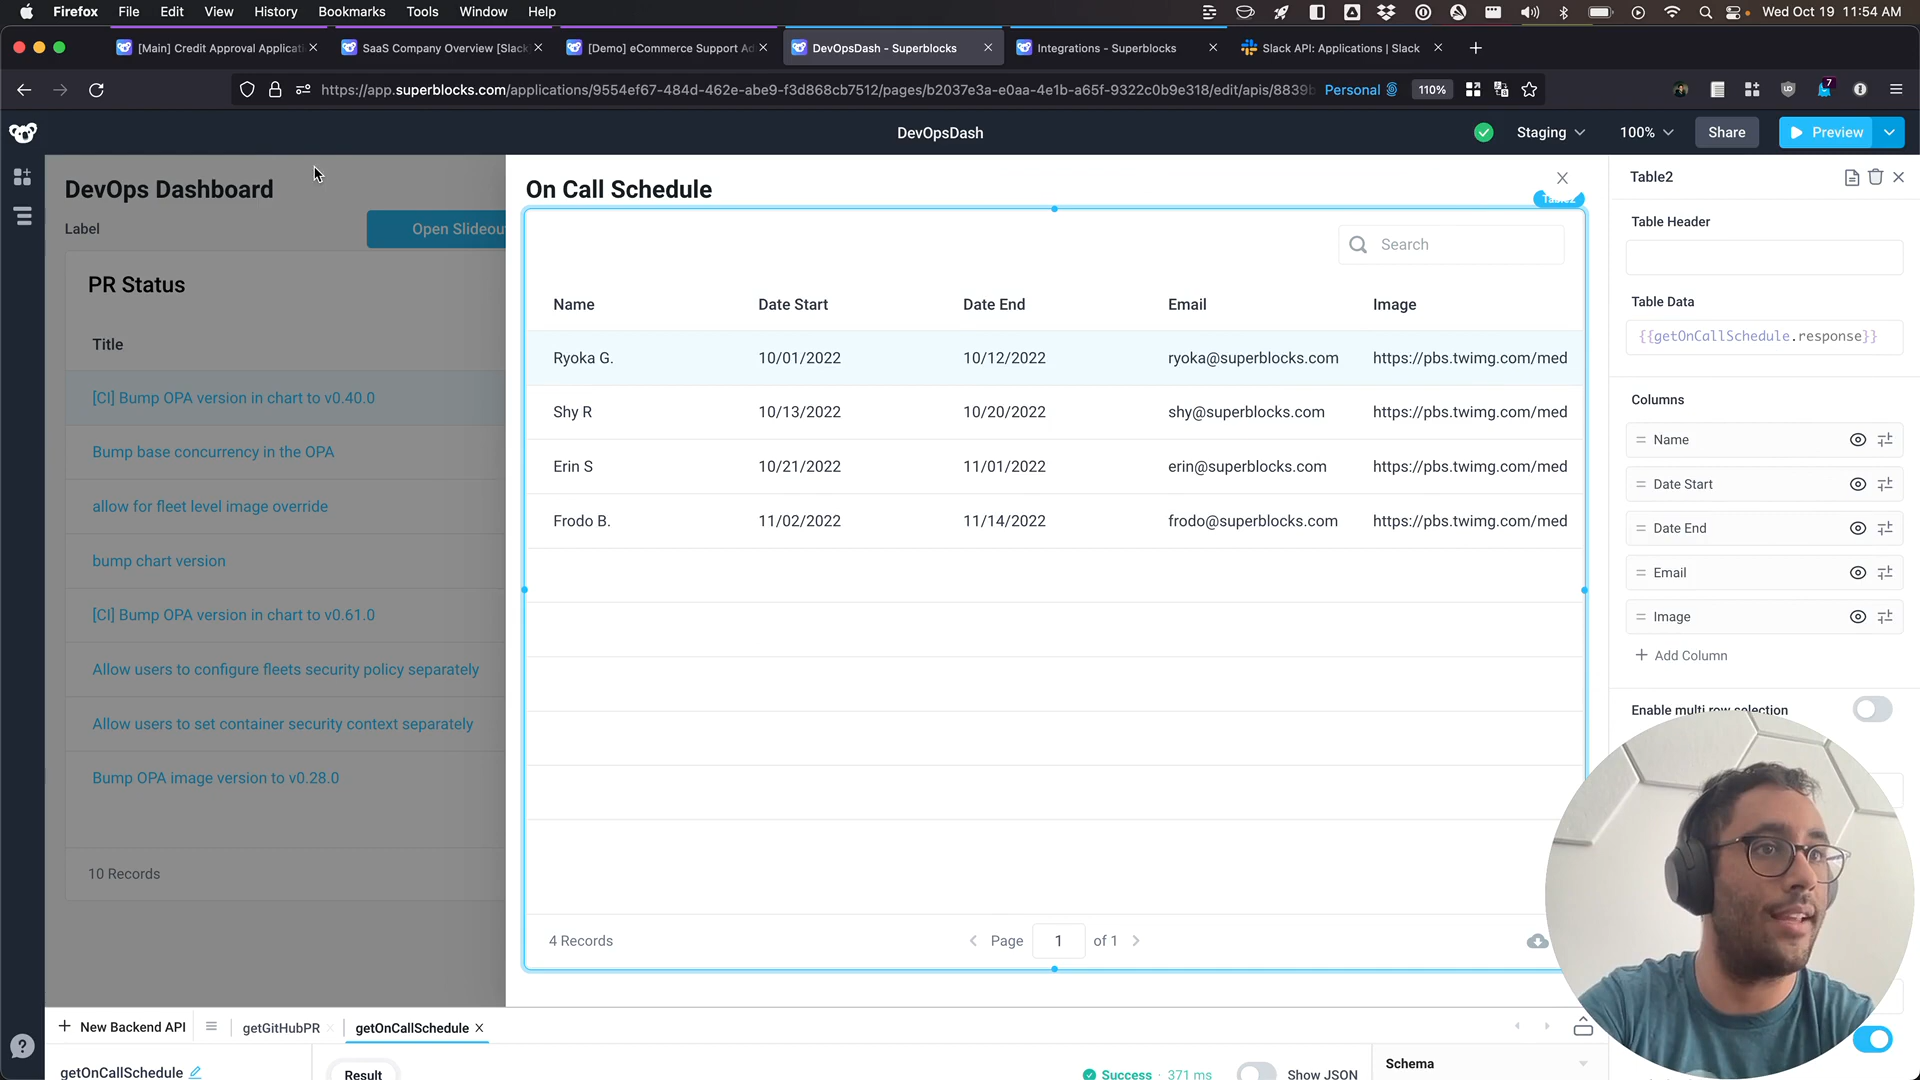 Firefox File Edit View History Bookmarks Tools Window Help Wed Oct 19 11:54 AM
[Main] Credit Approval Applicati
SaaS Company Overview [Slack
[Demo] eCommerce Support Ad
DevOpsDash - Superblocks
Integrations - Superblocks
Slack API: Applications | Slack
https://app.superblocks.com/applications/9554ef67-484d-462e-abe9-f3d868cb7512/pages/b2037e3a-e0aa-4e1b-a65f-9322c0b9e318/edit/apis/8839b
Personal 110% 7
DevOpsDash
Staging 100% Share Preview
DevOps Dashboard
Label
Open Slideou
PR Status
Title
[CI] Bump OPA version in chart to v0.40.0
Bump base concurrency in the OPA
allow for fleet level image override
bump chart version
[CI] Bump OPA version in chart to v0.61.0
Allow users to configure fleets security policy separately
Allow users to set container security context separately
Bump OPA image version to v0.28.0
10 Records
On Call Schedule
Table2
Search
Name Date Start Date End Email Image
Ryoka G. 10/01/2022 10/12/2022 ryoka@superblocks.com https://pbs.twimg.com/med
Shy R 10/13/2022 10/20/2022 shy@superblocks.com https://pbs.twimg.com/med
Erin S 10/21/2022 11/01/2022 erin@superblocks.com https://pbs.twimg.com/med
Frodo B. 11/02/2022 11/14/2022 frodo@superblocks.com https://pbs.twimg.com/med
4 Records
Page 1 of 1
Table2
Table Header
Table Data
{{getOnCallSchedule.response}}
Columns
Name
Date Start
Date End
Email
Image
+ Add Column
Enable multi row selection
+ New Backend API
getGitHubPR
getOnCallSchedule
getOnCallSchedule
Result
Success · 371 ms
Show JSON
Schema